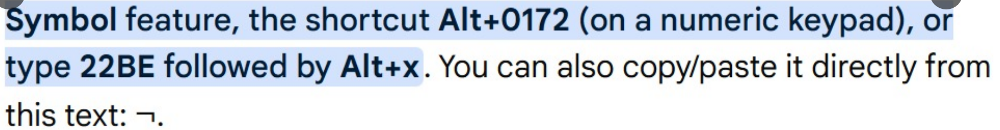 Symbol feature, the shortcut Alt+0172 (on a numeric keypad), or
type 22BE followed by Alt+x. You can also copy/paste it directly from
this text: ¬.